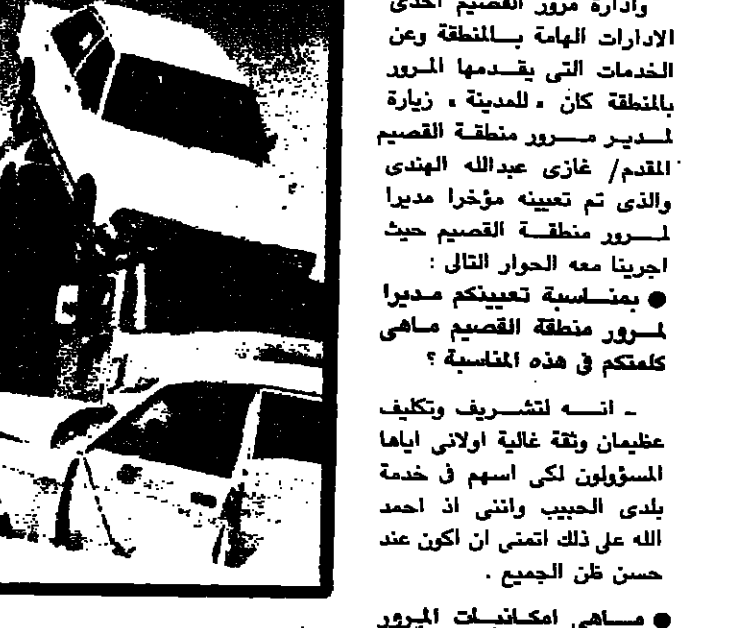 وادارة مرور القصيم احدى
الادارات الهامة بالمنطقة وعن
الخدمات التى يقدمها المرور
بالمنطقة كان « للمدينة » زيارة
لمدير مرور منطقة القصيم
المقدم/ غازى عبدالله الهندى
والذى تم تعيينه مؤخرا مديرا
لمرور منطقة القصيم حيث
اجرينا معه الحوار التالى :
● بمناسبة تعيينكم مديرا
لمرور منطقة القصيم ماهى
كلمتكم فى هذه المناسبة ؟
ـ انه لتشريف وتكليف
عظيمان وثقة غالية اولانى اياها
المسؤولون لكى اسهم فى خدمة
بلدى الحبيب واننى اذ احمد
الله على ذلك اتمنى ان اكون عند
حسن ظن الجميع .
● ماهى امكانيات المرور